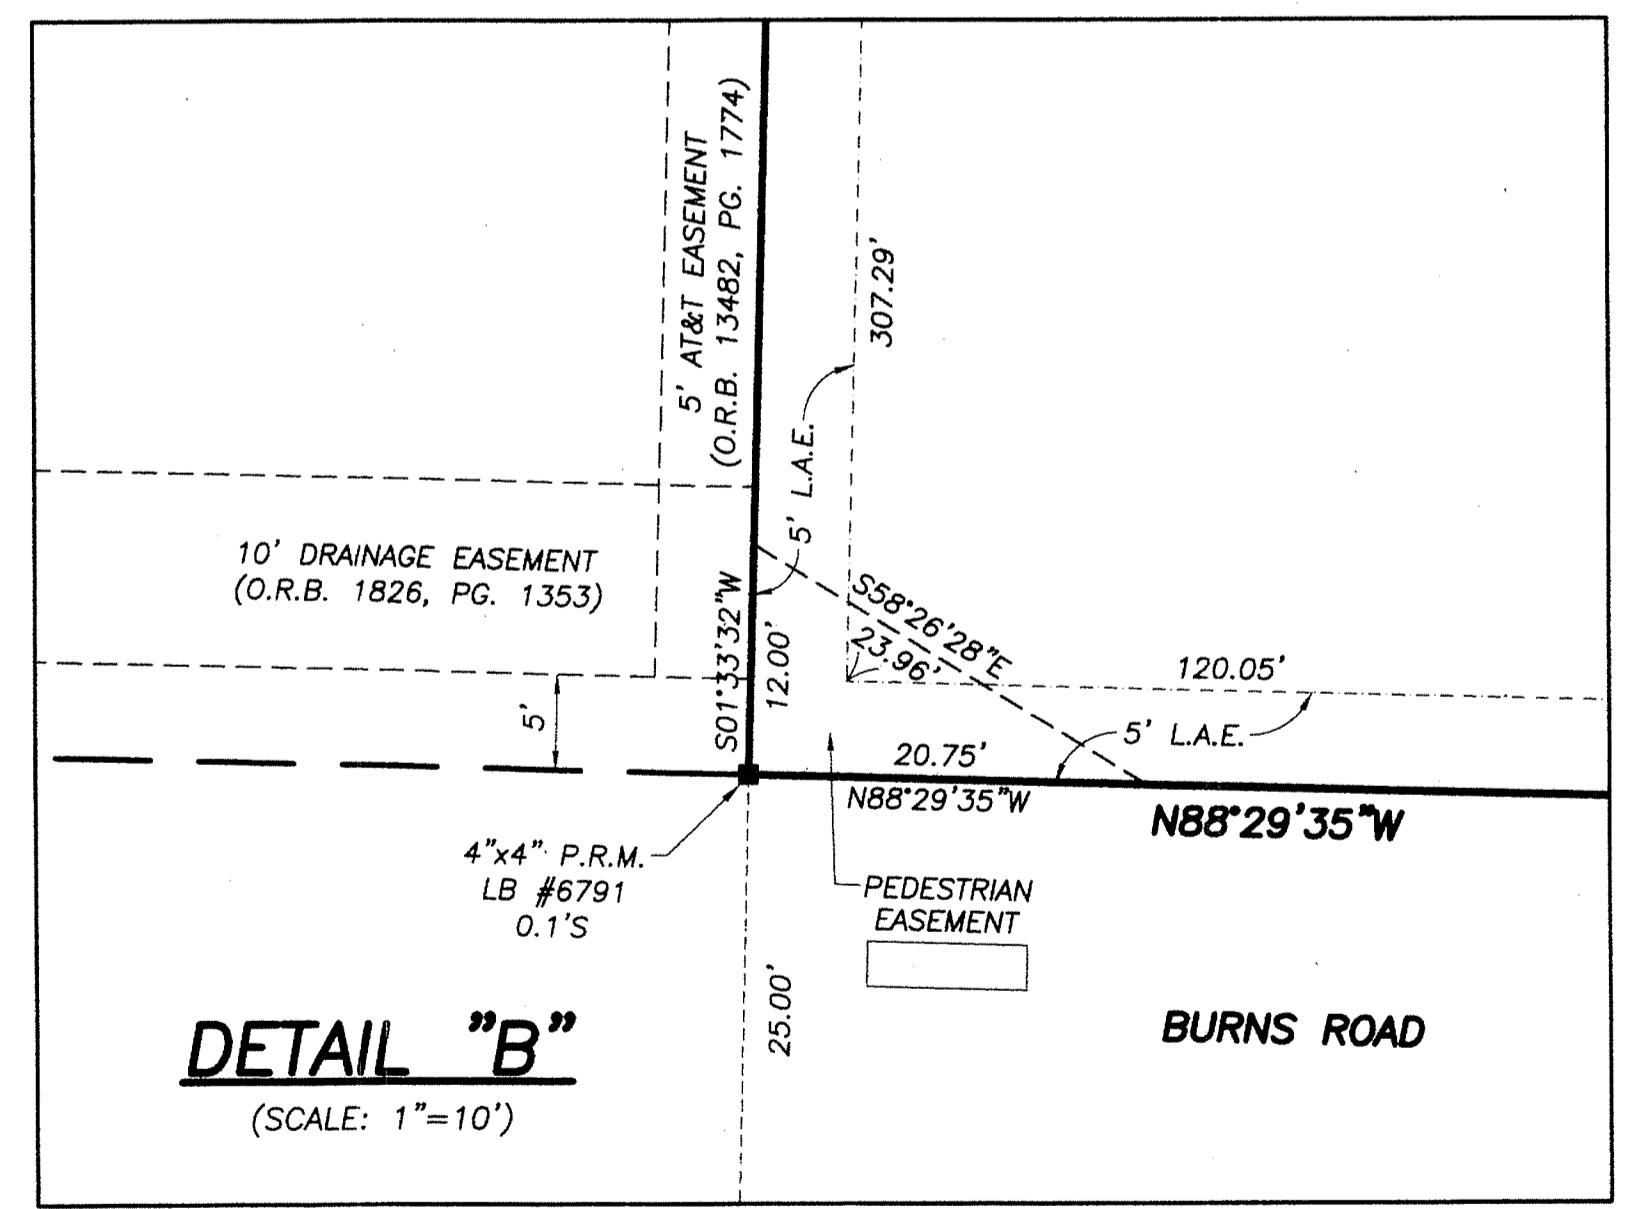 5' AT&T EASEMENT
(O.R.B. 13482, PG. 1774)
307.29'
5' L.A.E.
10' DRAINAGE EASEMENT
(O.R.B. 1826, PG. 1353)
S01°33'32"W
12.00'
S58°26'28"E
23.96'
120.05'
5'
5' L.A.E.
20.75'
N88°29'35"W
N88°29'35"W
4"x4" P.R.M.
LB #6791
0.1'S
PEDESTRIAN
EASEMENT
25.00'
BURNS ROAD
DETAIL "B"
(SCALE: 1"=10')